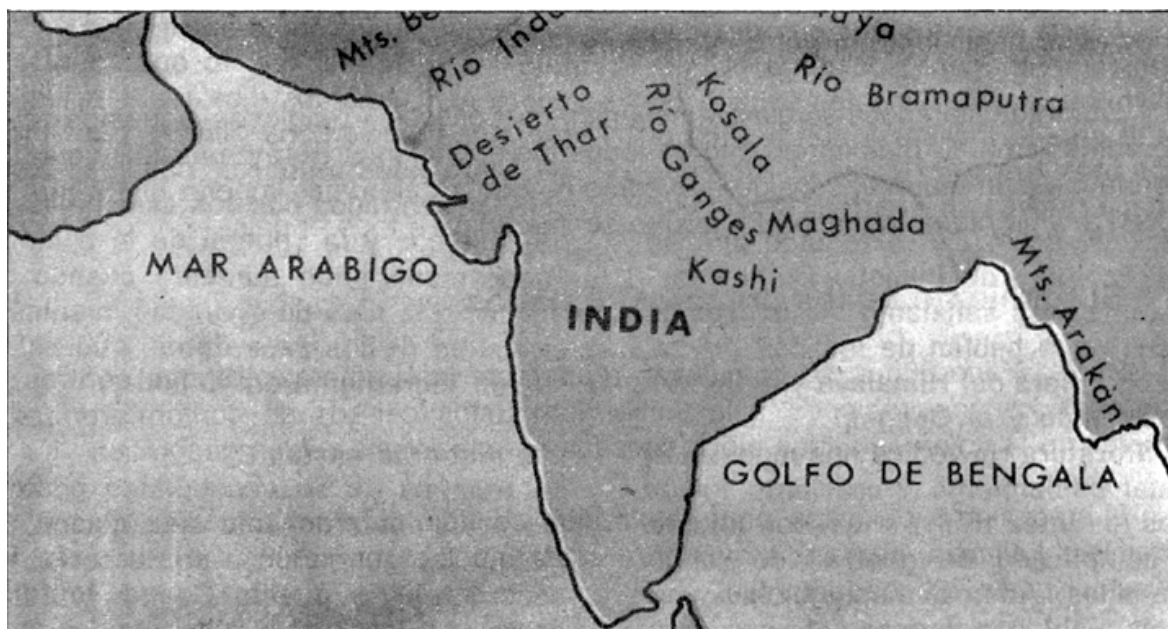 Mts.
Río
Río
Bramaputra
Desierto
de Thar
Kosala
Río Ganges
Maghada
Kashi
MAR ARABIGO
INDIA
Mts. Arakán
GOLFO DE BENGALA